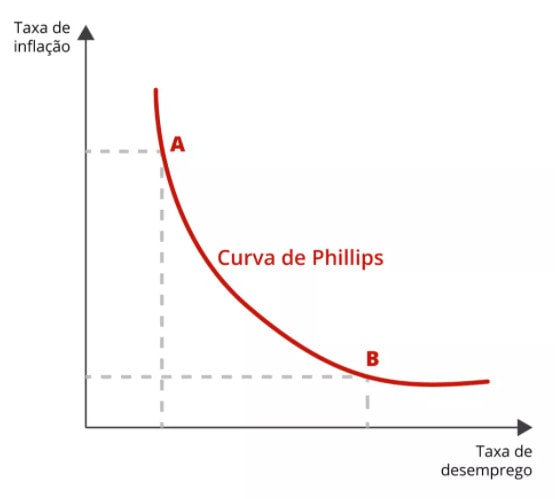 Taxa de
inflação
A
Curva de Phillips
B
Taxa de
desemprego